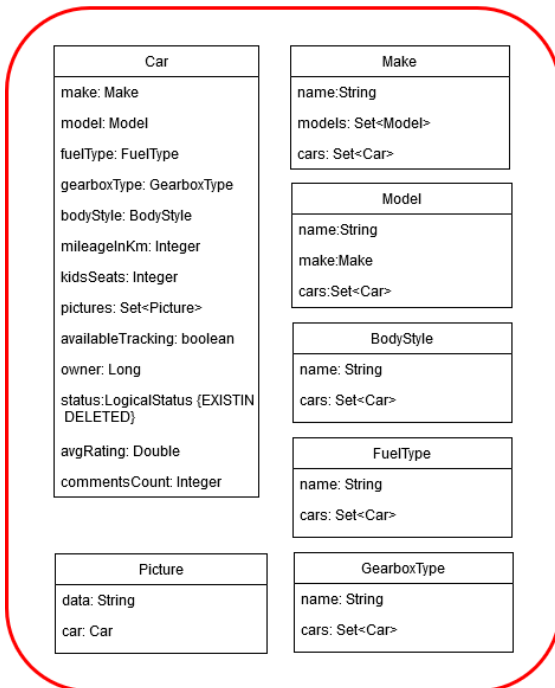 Car
make: Make
model: Model
fuelType: FuelType
gearboxType: GearboxType
bodyStyle: BodyStyle
mileageInKm: Integer
kidsSeats: Integer
pictures: Set<Picture>
availableTracking: boolean
owner: Long
status:LogicalStatus {EXISTIN
DELETED}
avgRating: Double
commentsCount: Integer
Make
name:String
models: Set<Model>
cars: Set<Car>
Model
name:String
make:Make
cars:Set<Car>
BodyStyle
name: String
cars: Set<Car>
FuelType
name: String
cars: Set<Car>
Picture
data: String
car: Car
GearboxType
name: String
cars: Set<Car>